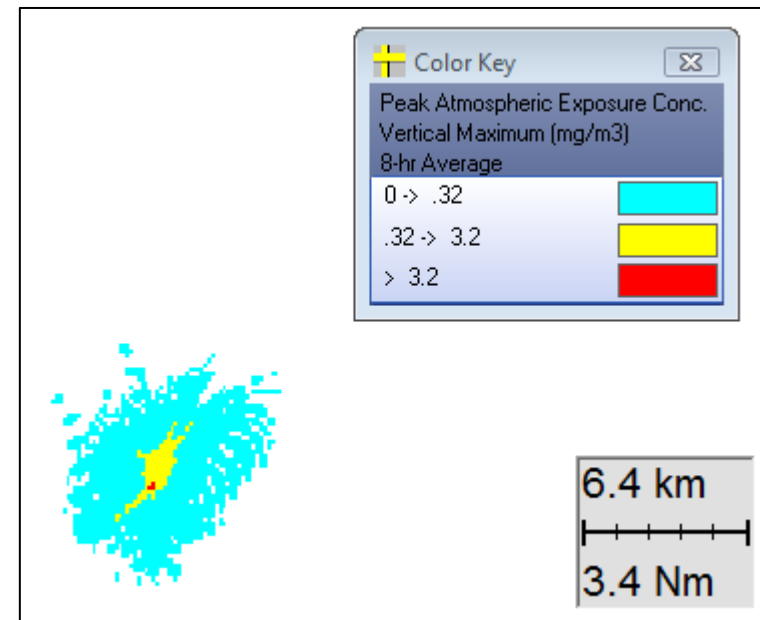 Color Key
Peak Atmospheric Exposure Conc.
Vertical Maximum (mg/m3)
8-hr Average
0 -> .32
.32 -> 3.2
> 3.2
6.4 km
3.4 Nm